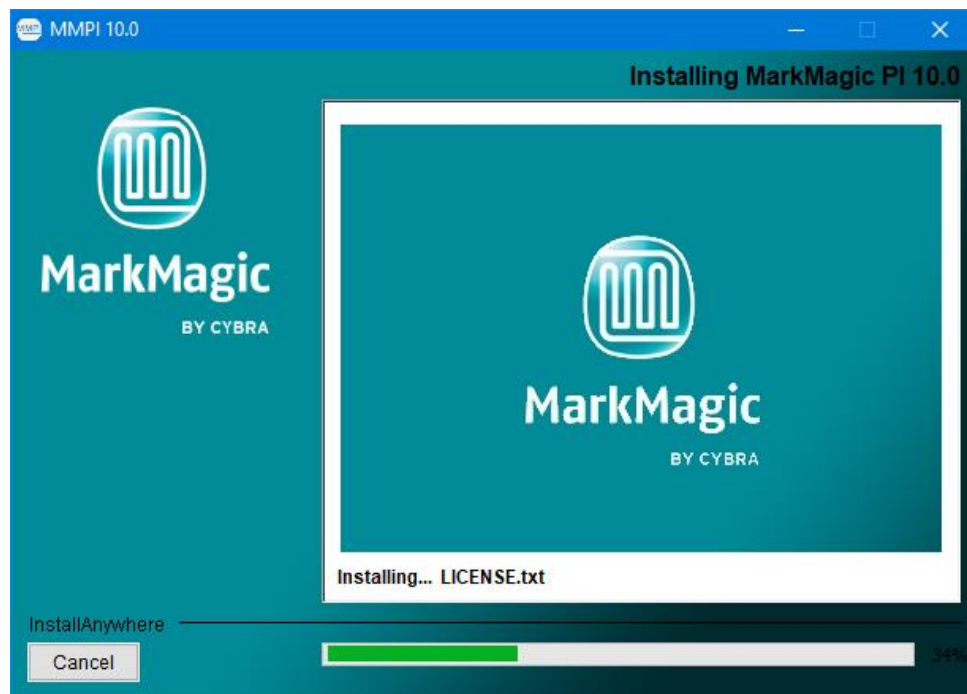 MMPI 10.0
Installing MarkMagic PI 10.0
MarkMagic
BY CYBRA
MarkMagic
BY CYBRA
Installing... LICENSE.txt
InstallAnywhere
Cancel
34%